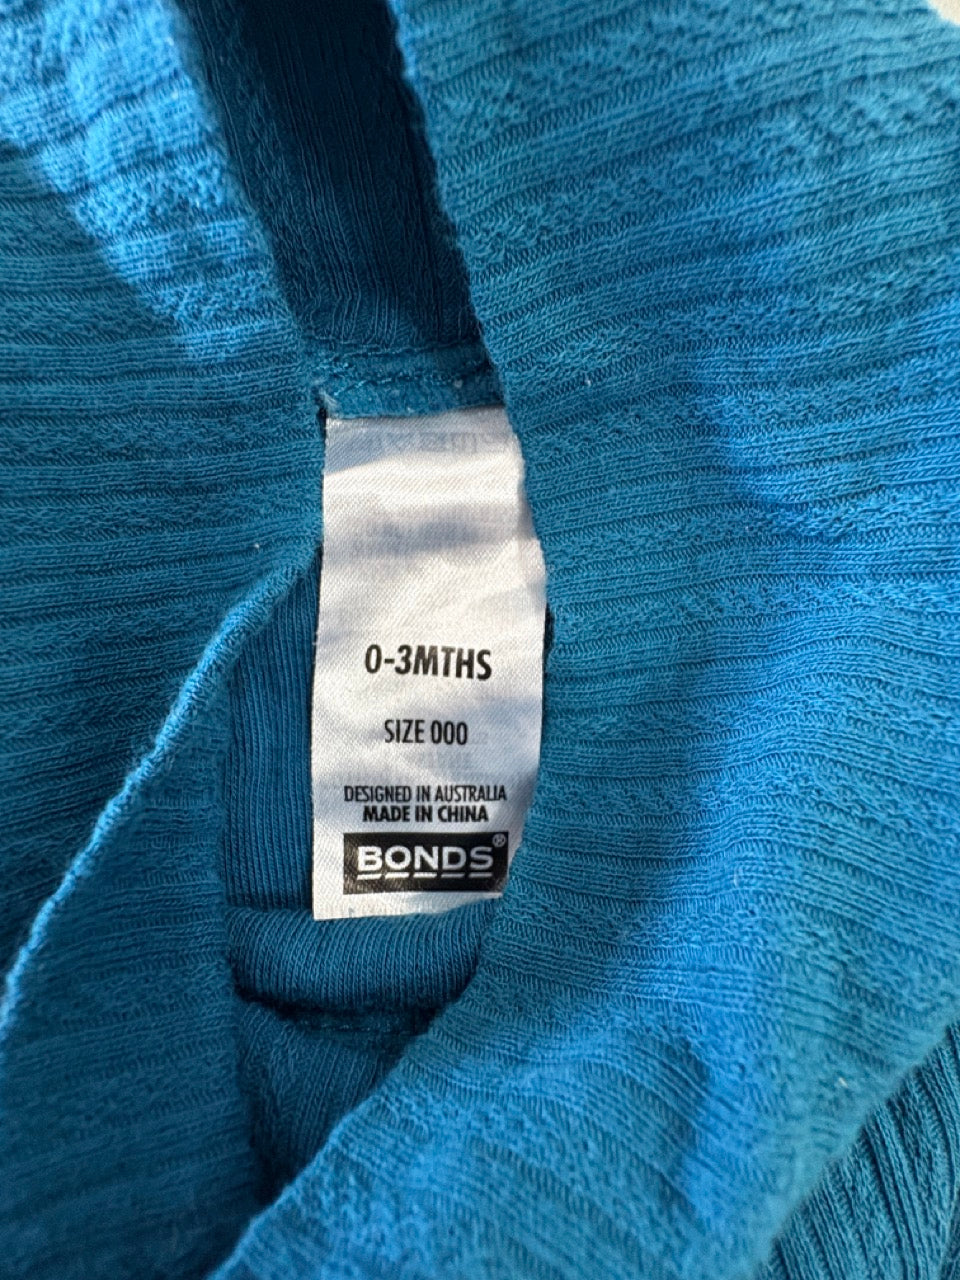 0-3MTHS
SIZE 000
DESIGNED IN AUSTRALIA
MADE IN CHINA
BONDS®